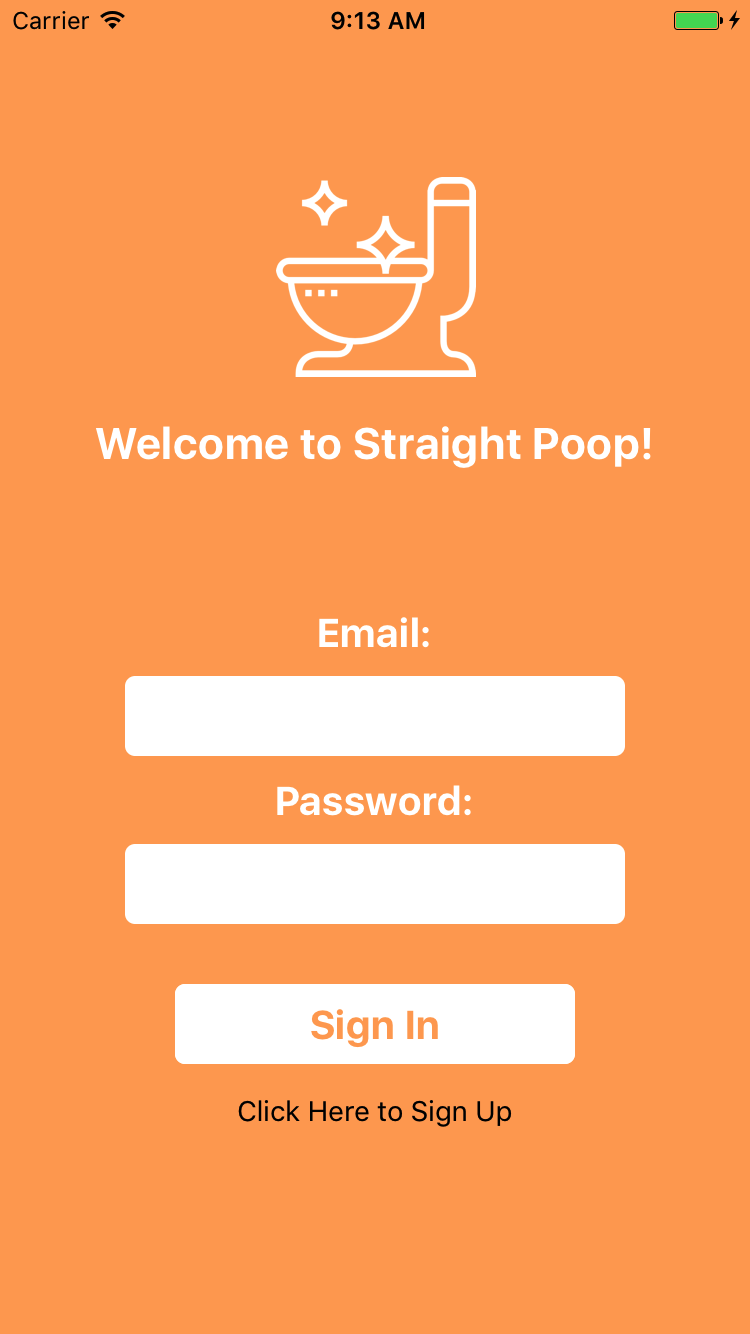 Carrier 9:13 AM
Welcome to Straight Poop!
Email:
Password:
Sign In
Click Here to Sign Up